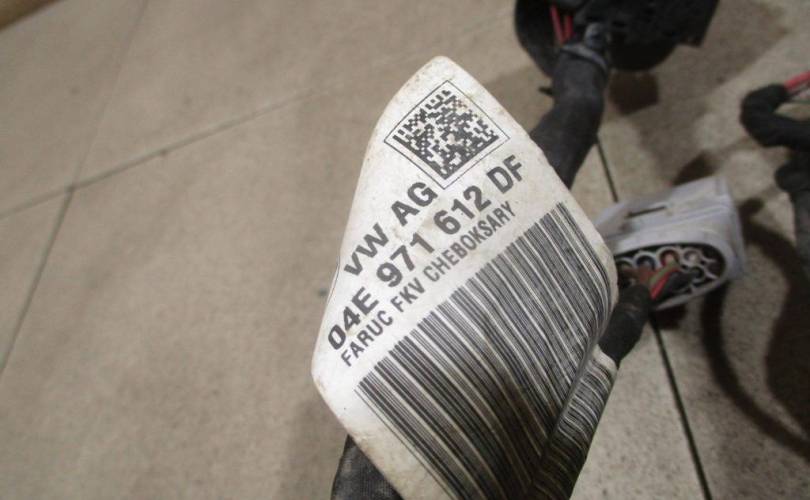 VW AG
04E 971 612 DF
FARUC FKV CHEBOKSARY